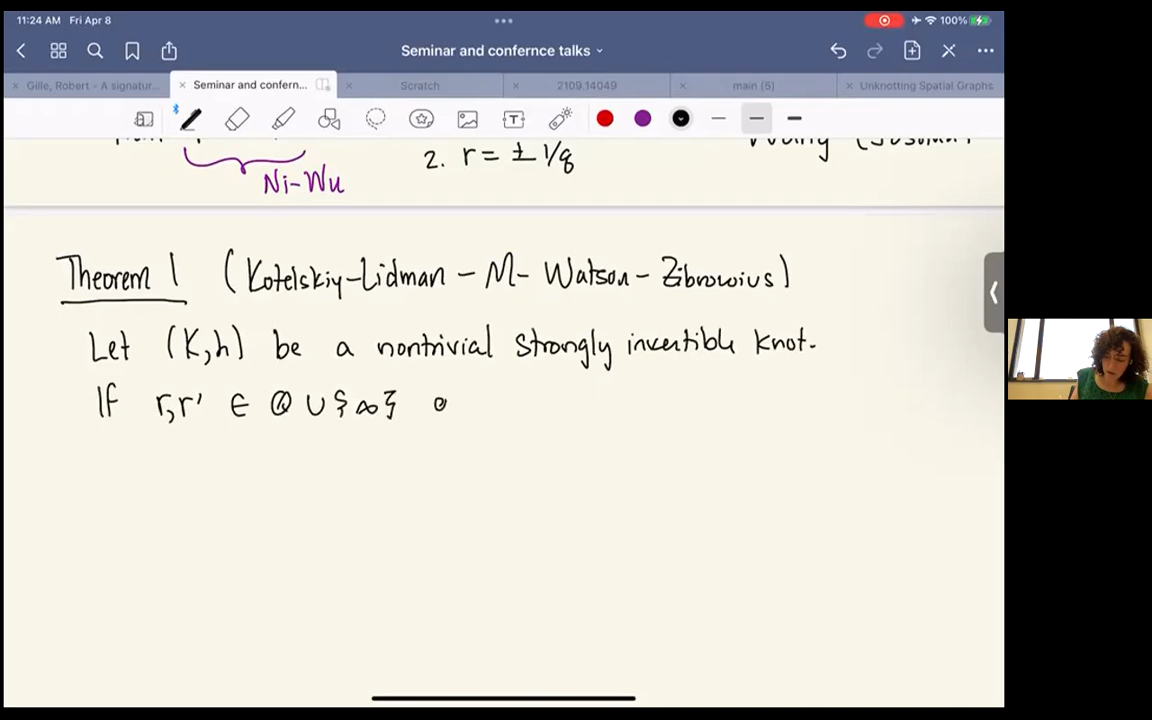 11:24 AM Fri Apr 8
100%
Seminar and confernce talks
Gille, Robert - A signatur...
Seminar and confern...
Scratch
2109.14049
main (5)
Unknotting Spatial Graphs
2. r = ± 1/q
Ni-Wu
Theorem 1 (Kotelskiy-Lidman - M - Watson - Zibrowius)
Let (K,h) be a nontrivial strongly invertible knot.
If r,r' ∈ Q ∪ {∞}